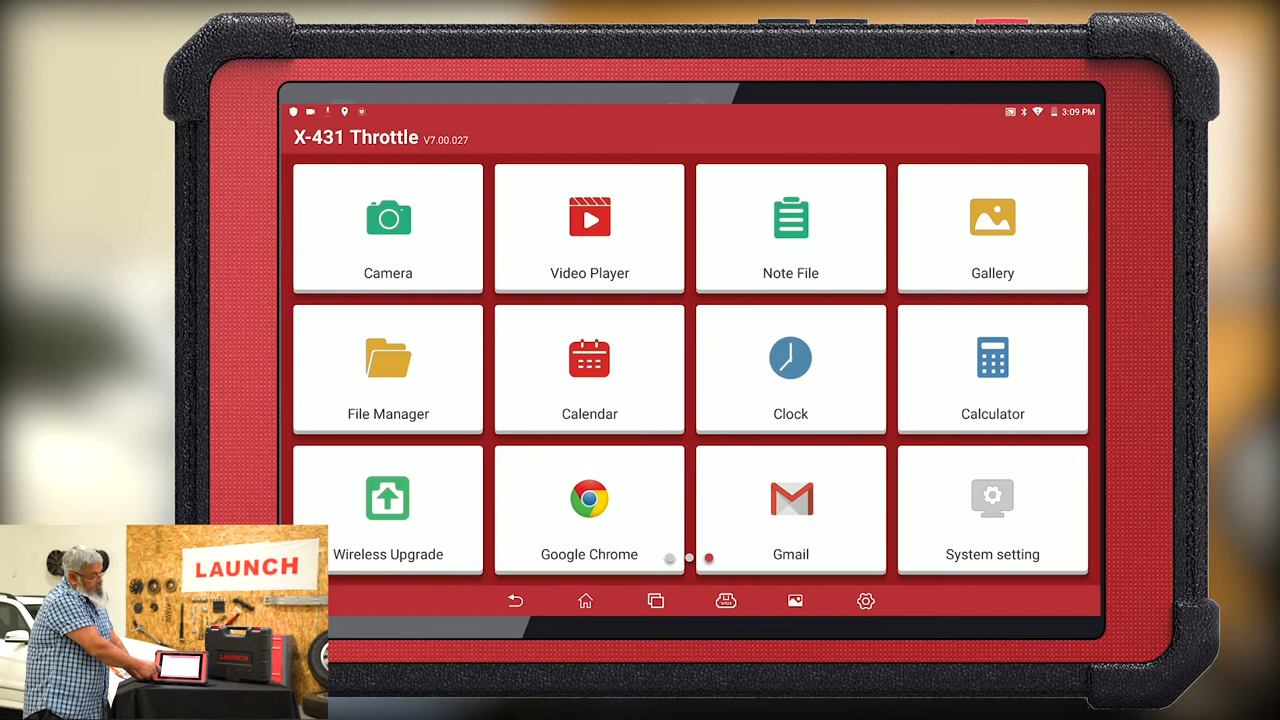 3:09 PM
X-431 Throttle V7.00.027
Camera
Video Player
Note File
Gallery
File Manager
Calendar
Clock
Calculator
Wireless Upgrade
Google Chrome
Gmail
System setting
LAUNCH
LAUNCH